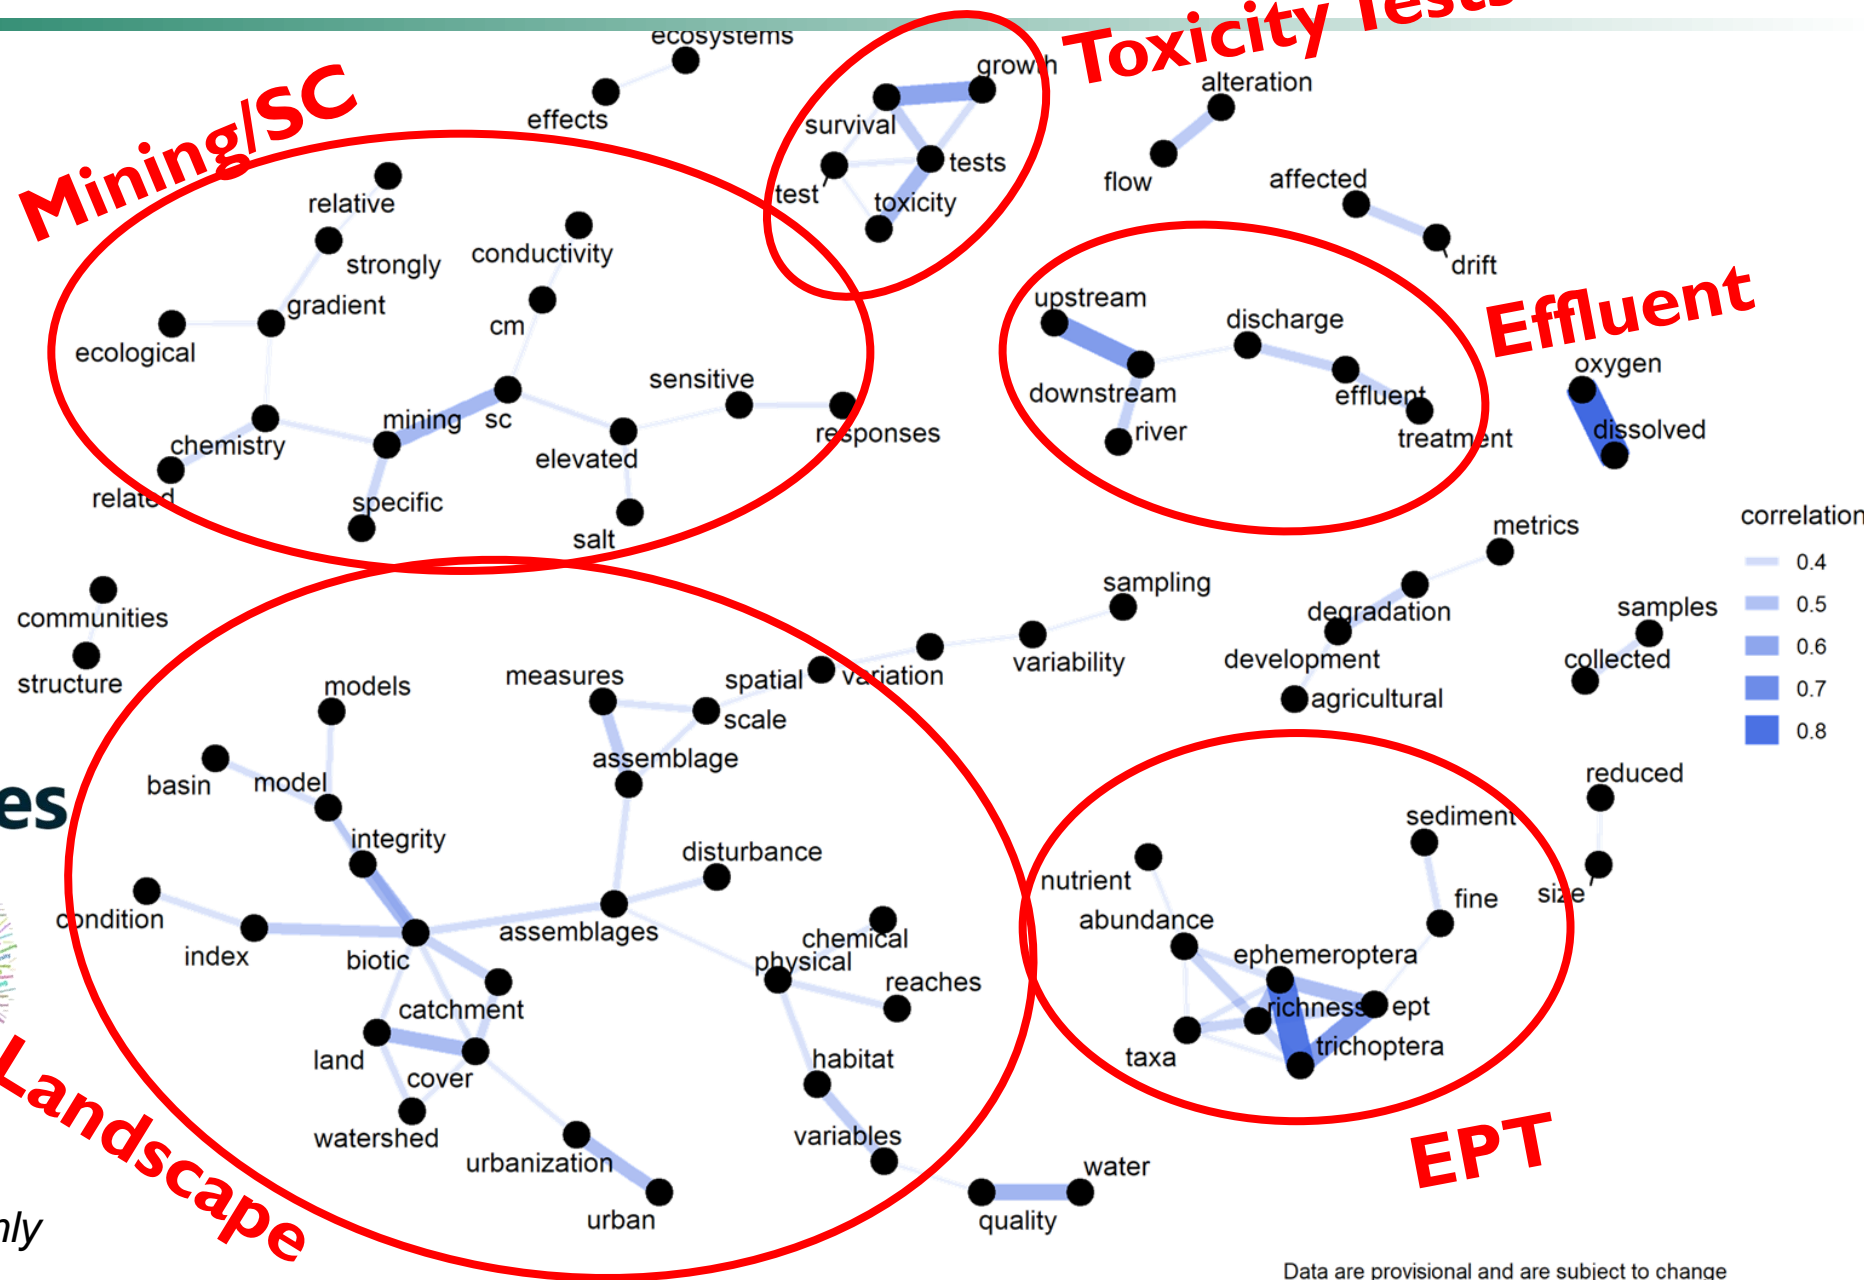 ecosystems
effects
Toxicity Tests
growth
survival
tests
test
toxicity
alteration
flow
affected
drift
Mining/SC
relative
strongly
gradient
ecological
conductivity
cm
chemistry
related
mining
sc
specific
sensitive
responses
elevated
salt
Effluent
upstream
downstream
river
discharge
effluent
treatment
oxygen
dissolved
correlation
0.4
0.5
0.6
0.7
0.8
communities
structure
sampling
variability
variation
spatial
scale
measures
assemblage
metrics
degradation
development
agricultural
samples
collected
models
model
basin
integrity
condition
index
biotic
assemblages
disturbance
chemical
physical
reaches
catchment
land
cover
watershed
habitat
variables
urbanization
urban
quality
water
Landscape
nutrient
abundance
sediment
fine
ephemeroptera
richness
ept
taxa
trichoptera
EPT
reduced
size
es
nly
Data are provisional and are subject to change